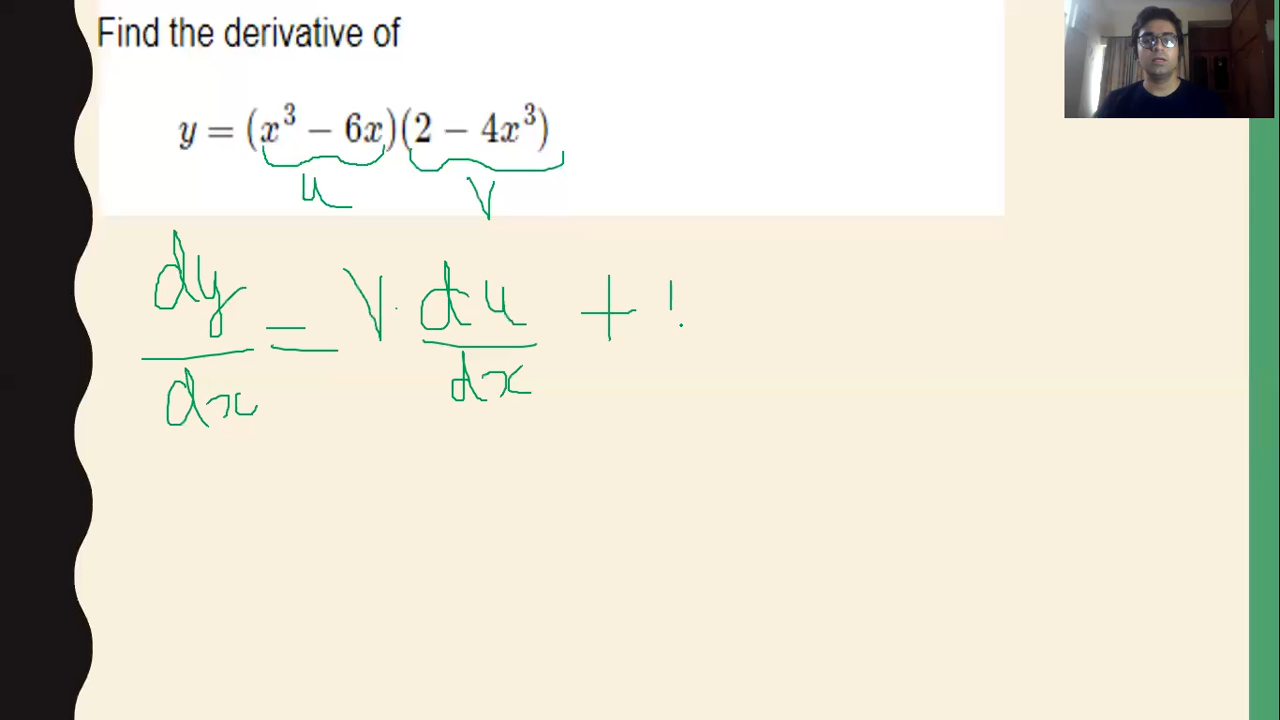 Find the derivative of
y = (x³ − 6x)(2 − 4x³)
u v
dy/dx = v · du/dx +